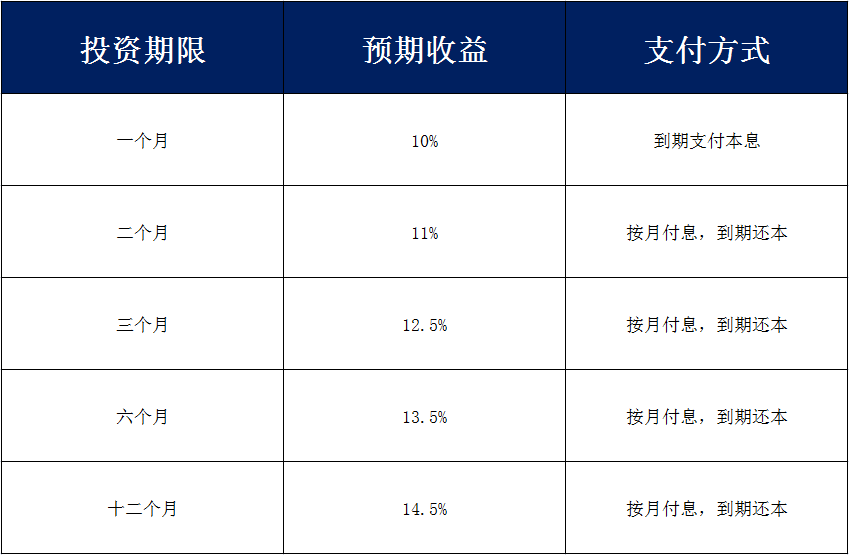 投资期限 预期收益 支付方式
一个月 10% 到期支付本息
二个月 11% 按月付息，到期还本
三个月 12.5% 按月付息，到期还本
六个月 13.5% 按月付息，到期还本
十二个月 14.5% 按月付息，到期还本